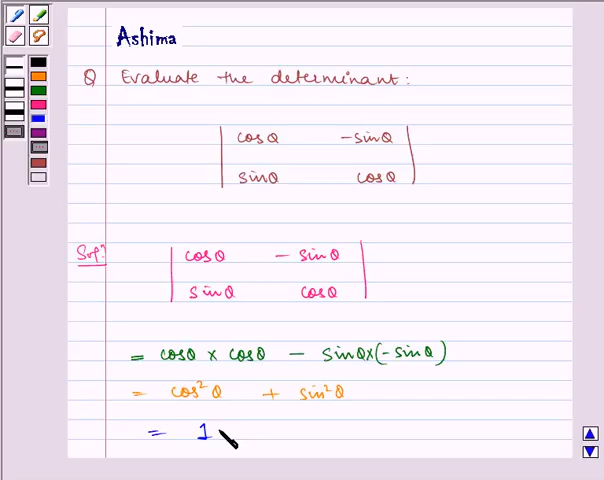 Ashima
Q Evaluate the determinant:
| cosθ -sinθ |
| sinθ cosθ |
Solⁿ:
| cosθ - sinθ |
| sinθ cosθ |
= cosθ × cosθ - sinθ×(-sinθ)
= cos²θ + sin²θ
= 1